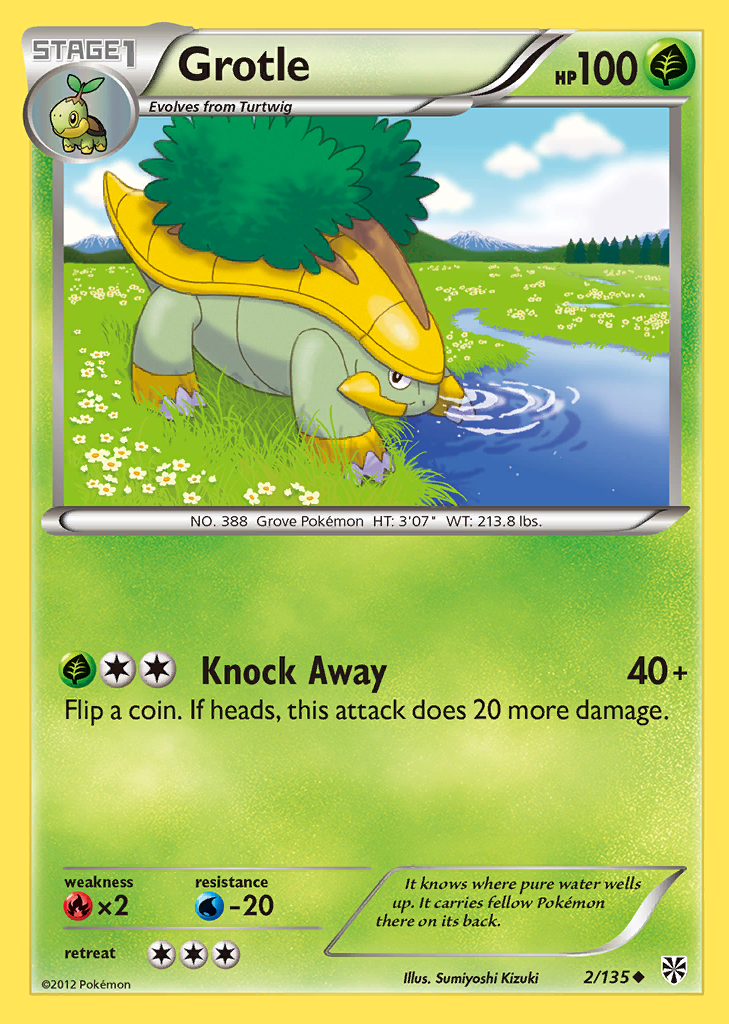 STAGE1
Grotle
HP100
Evolves from Turtwig
NO. 388 Grove Pokémon HT: 3'07" WT: 213.8 lbs.
Knock Away 40+
Flip a coin. If heads, this attack does 20 more damage.
weakness
×2
resistance
-20
retreat
It knows where pure water wells
up. It carries fellow Pokémon
there on its back.
©2012 Pokémon
Illus. Sumiyoshi Kizuki
2/135